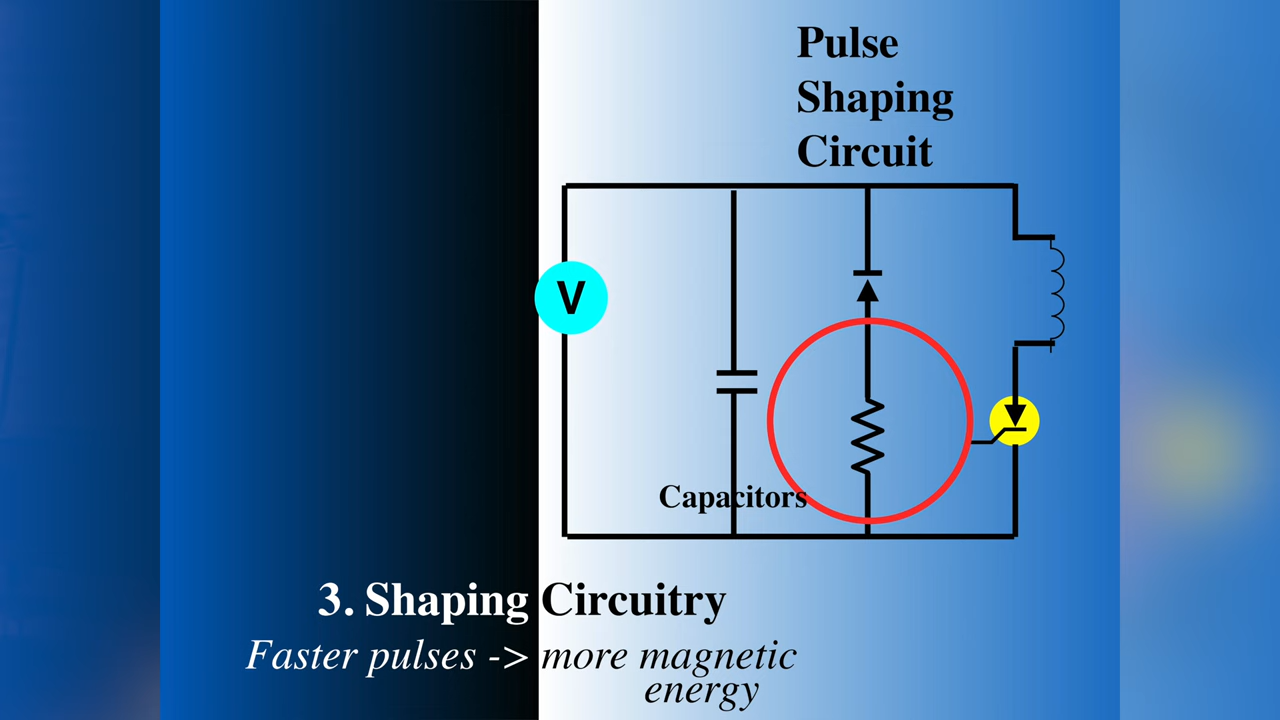 Pulse
Shaping
Circuit
V
Capacitors
3. Shaping Circuitry
Faster pulses -> more magnetic
energy